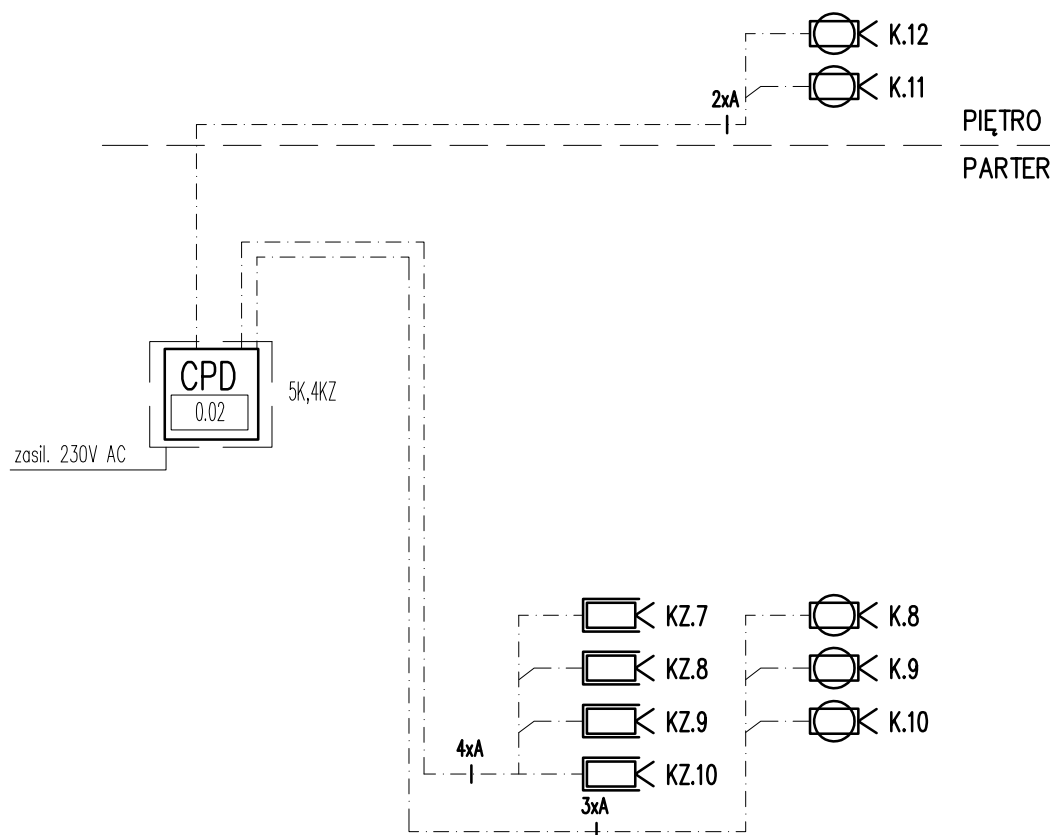 K.12
K.11
2xA
PIĘTRO
PARTER
CPD
0.02
5K,4KZ
zasil. 230V AC
KZ.7
K.8
KZ.8
K.9
KZ.9
K.10
4xA
KZ.10
3xA